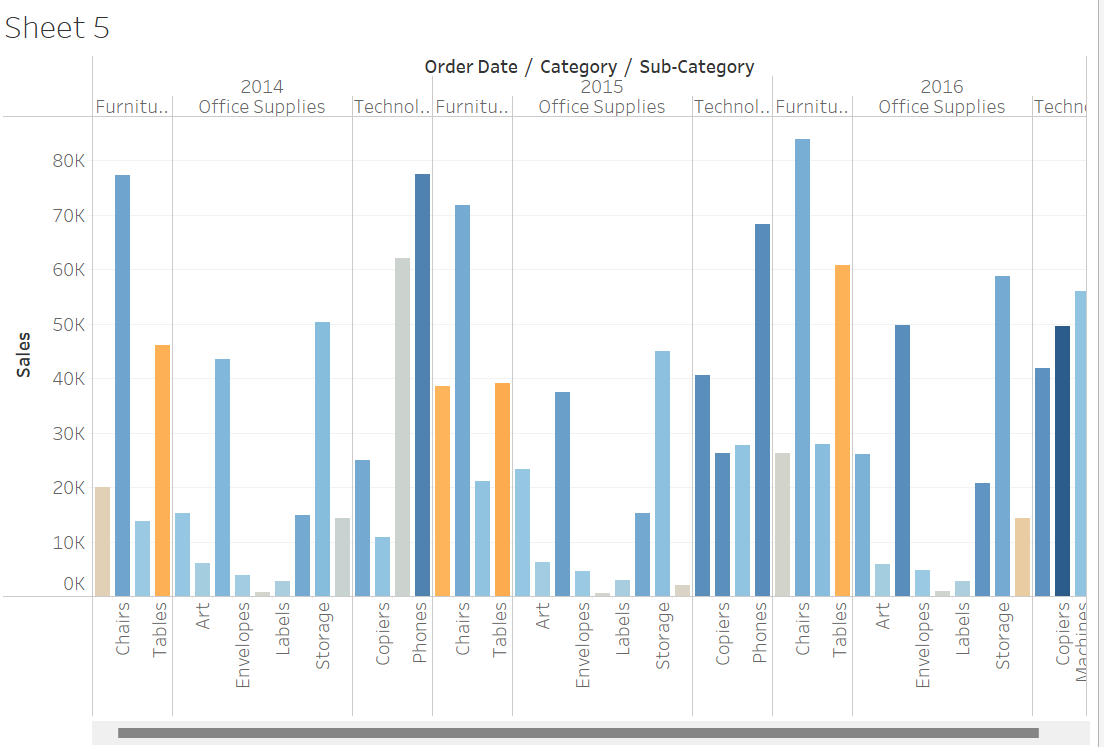 Sheet 5
Order Date / Category / Sub-Category
2014 2015 2016
Furnitu.. Office Supplies Technol.. Furnitu.. Office Supplies Technol.. Furnitu.. Office Supplies Techno
80K
70K
60K
50K
40K
30K
20K
10K
0K
Sales
Chairs Tables Art Envelopes Labels Storage Copiers Phones Chairs Tables Art Envelopes Labels Storage Copiers Phones Chairs Tables Art Envelopes Labels Storage Copiers Machines